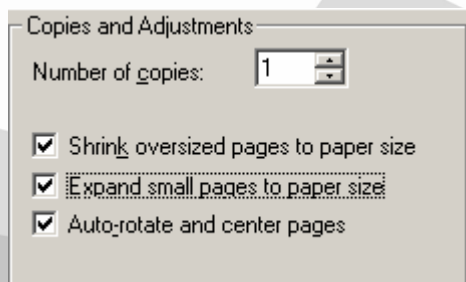 Copies and Adjustments
Number of copies: 1
Shrink oversized pages to paper size
Expand small pages to paper size
Auto-rotate and center pages